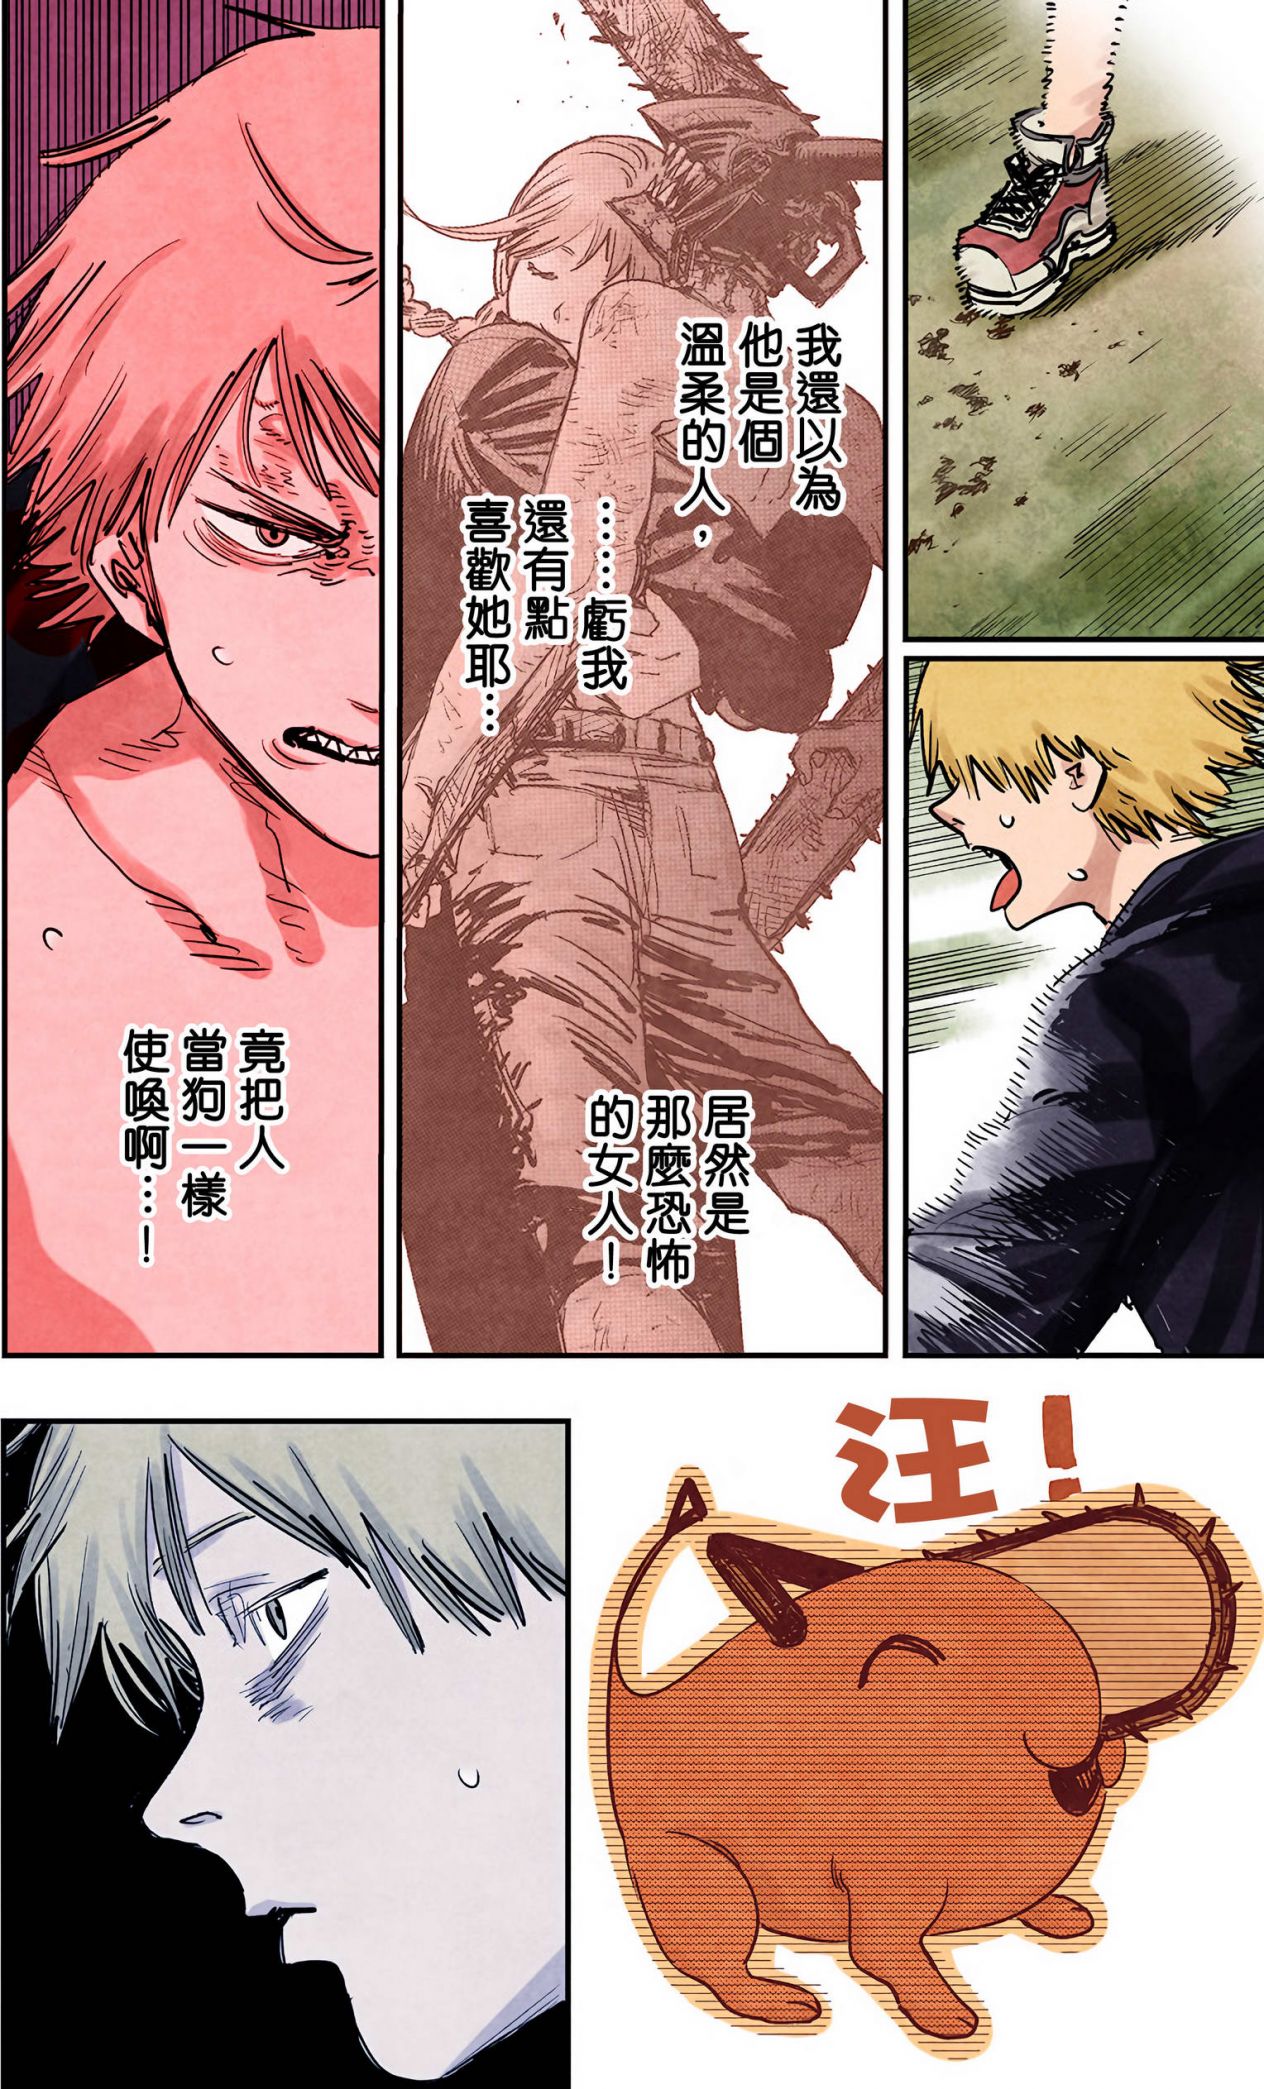 我還以為
他是個
溫柔的人，
……虧我
還有點
喜歡她耶…
居然是
那麼恐怖
的女人！
竟把人
當狗一樣
使喚啊…！
汪！